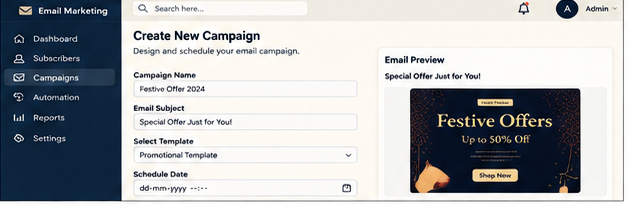 Email Marketing
Search here...
Admin
A
Dashboard
Subscribers
Campaigns
Automation
Reports
Settings
Create New Campaign
Design and schedule your email campaign.
Campaign Name
Festive Offer 2024
Email Subject
Special Offer Just for You!
Select Template
Promotional Template
Schedule Date
dd-mm-yyyy --:--
Email Preview
Special Offer Just for You!
Festive Offers
Up to 50% Off
Shop Now